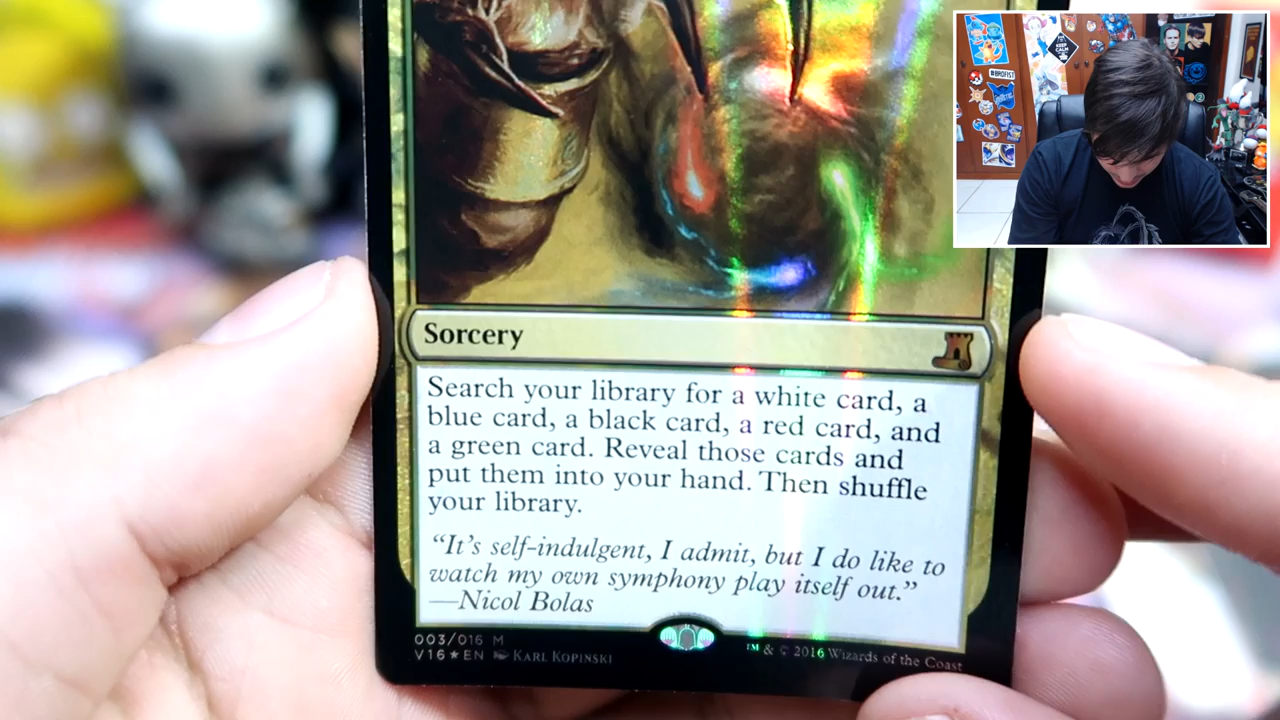 #BROFIST
KEEP
CALM
Sorcery
Search your library for a white card, a
blue card, a black card, a red card, and
a green card. Reveal those cards and
put them into your hand. Then shuffle
your library.
“It’s self-indulgent, I admit, but I do like to
watch my own symphony play itself out.”
—Nicol Bolas
003/016 M
V16★EN KARL KOPINSKI
™ & © 2016 Wizards of the Coast